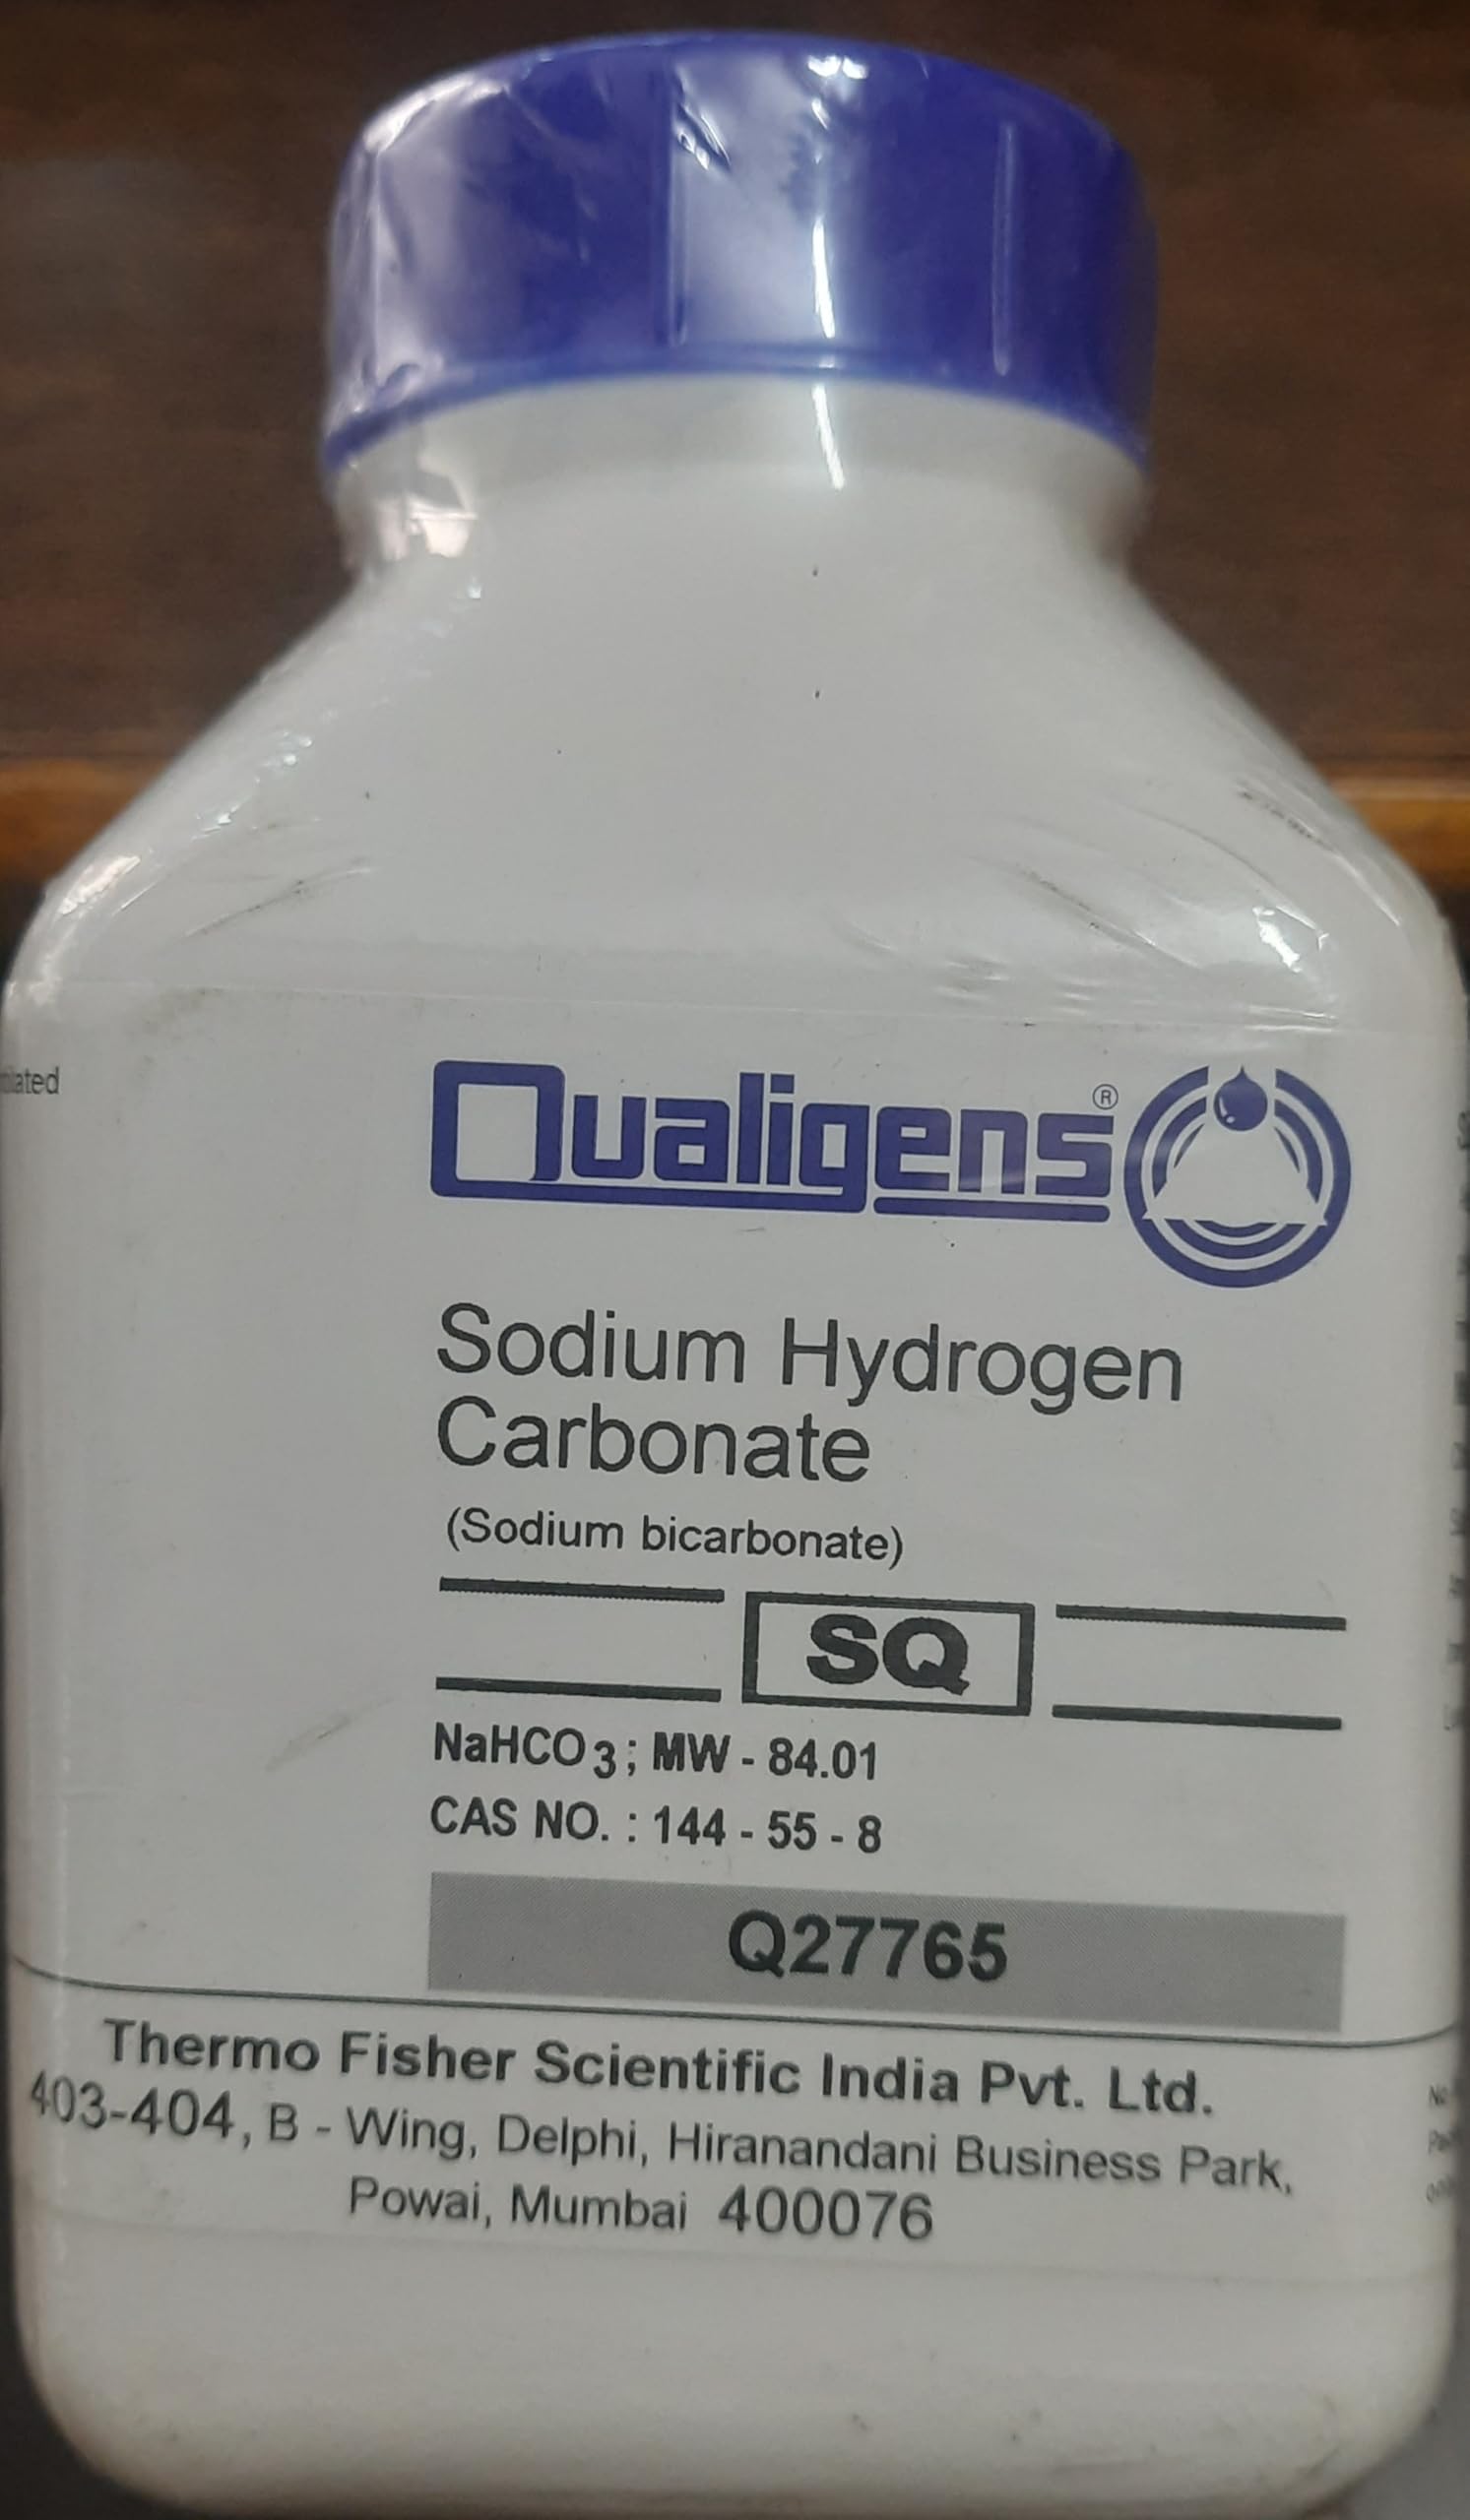 Qualigens®
Sodium Hydrogen
Carbonate
(Sodium bicarbonate)
SQ
NaHCO3; MW - 84.01
CAS NO. : 144 - 55 - 8
Q27765
Thermo Fisher Scientific India Pvt. Ltd.
403-404, B - Wing, Delphi, Hiranandani Business Park,
Powai, Mumbai 400076